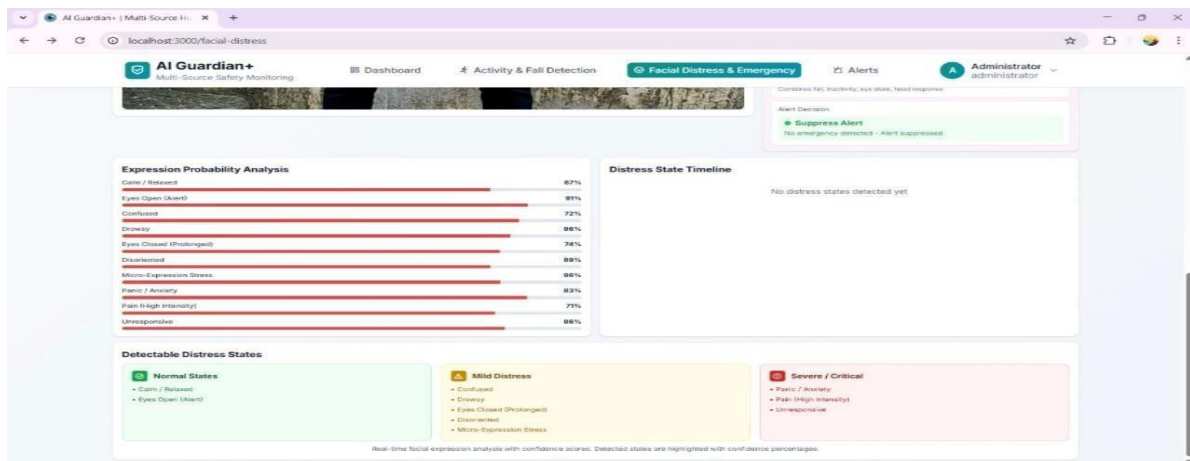 AI Guardian+ | Multi-Source Hu
localhost:3000/facial-distress
AI Guardian+
Multi-Source Safety Monitoring
Dashboard
Activity & Fall Detection
Facial Distress & Emergency
Alerts
A
Administrator
administrator
Combines fall, inactivity, eye state, head response
Alert Decision
Suppress Alert
No emergency detected - Alert suppressed
Expression Probability Analysis
Calm / Relaxed 87%
Eyes Open (Alert) 91%
Confused 72%
Drowsy 96%
Eyes Closed (Prolonged) 74%
Disoriented 89%
Micro-Expression Stress 96%
Panic / Anxiety 83%
Pain (High Intensity) 71%
Unresponsive 86%
Distress State Timeline
No distress states detected yet
Detectable Distress States
Normal States
• Calm / Relaxed
• Eyes Open (Alert)
Mild Distress
• Confused
• Drowsy
• Eyes Closed (Prolonged)
• Disoriented
• Micro-Expression Stress
Severe / Critical
• Panic / Anxiety
• Pain (High Intensity)
• Unresponsive
Real-time facial expression analysis with confidence scores. Detected states are highlighted with confidence percentages.